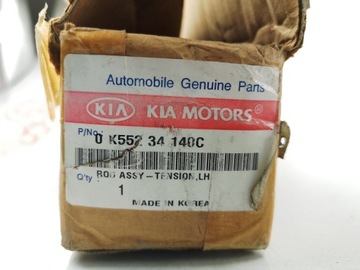 Automobile Genuine Parts
KIA KIA MOTORS®
P/No.
0 K552 34 140C
ROD ASSY-TENSION,LH
Q'ty
1
MADE IN KOREA